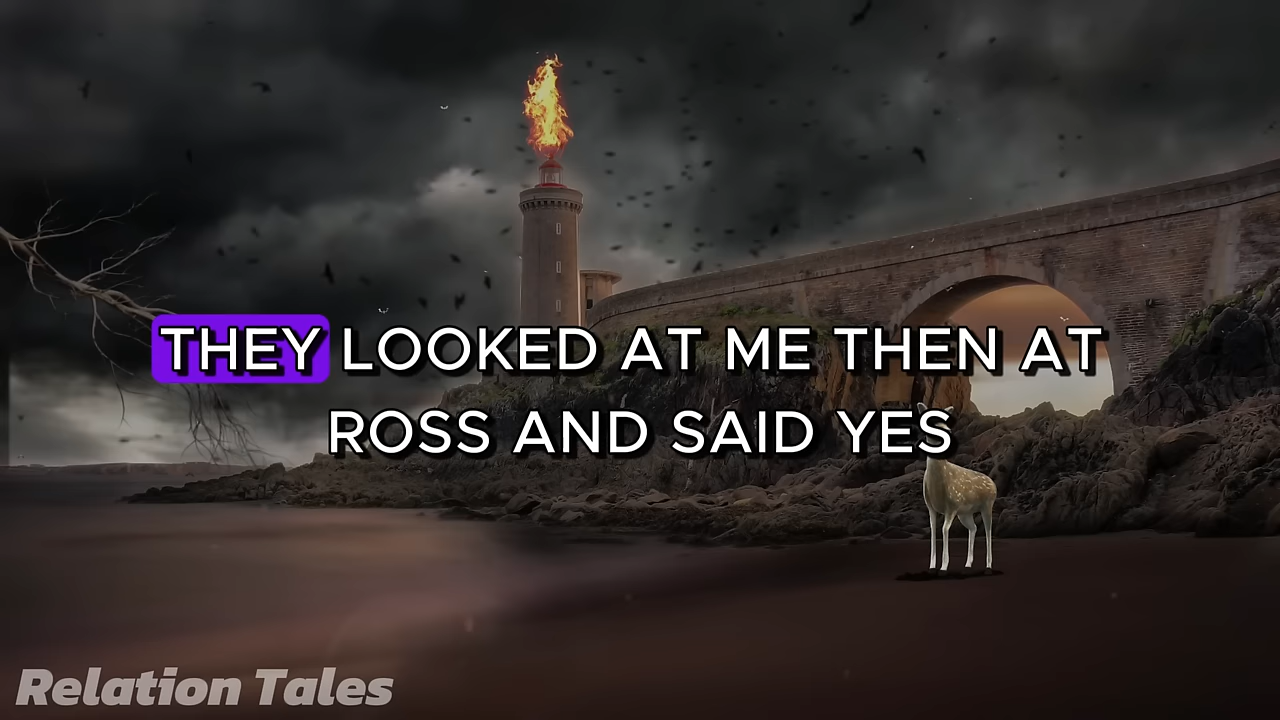 THEY LOOKED AT ME THEN AT
ROSS AND SAID YES
Relation Tales